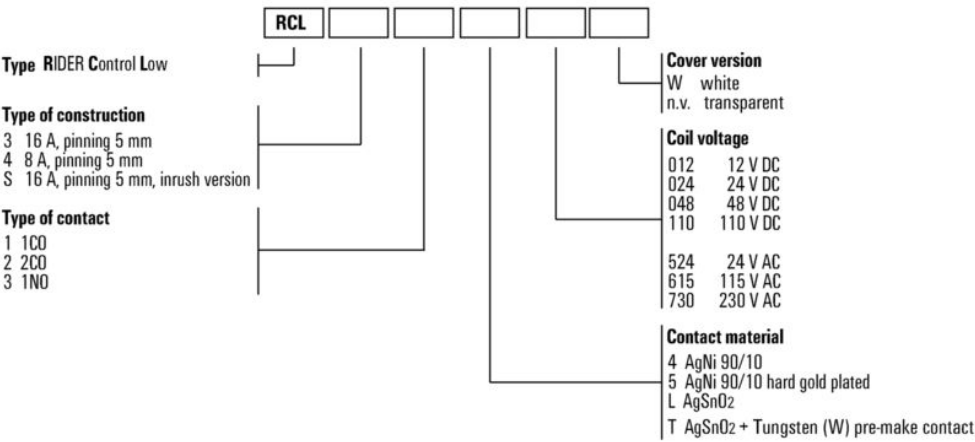 RCL
Type RIDER Control Low
Type of construction
3 16 A, pinning 5 mm
4 8 A, pinning 5 mm
S 16 A, pinning 5 mm, inrush version
Type of contact
1 1CO
2 2CO
3 1NO
Cover version
W white
n.v. transparent
Coil voltage
012 12 V DC
024 24 V DC
048 48 V DC
110 110 V DC
524 24 V AC
615 115 V AC
730 230 V AC
Contact material
4 AgNi 90/10
5 AgNi 90/10 hard gold plated
L AgSnO2
T AgSnO2 + Tungsten (W) pre-make contact